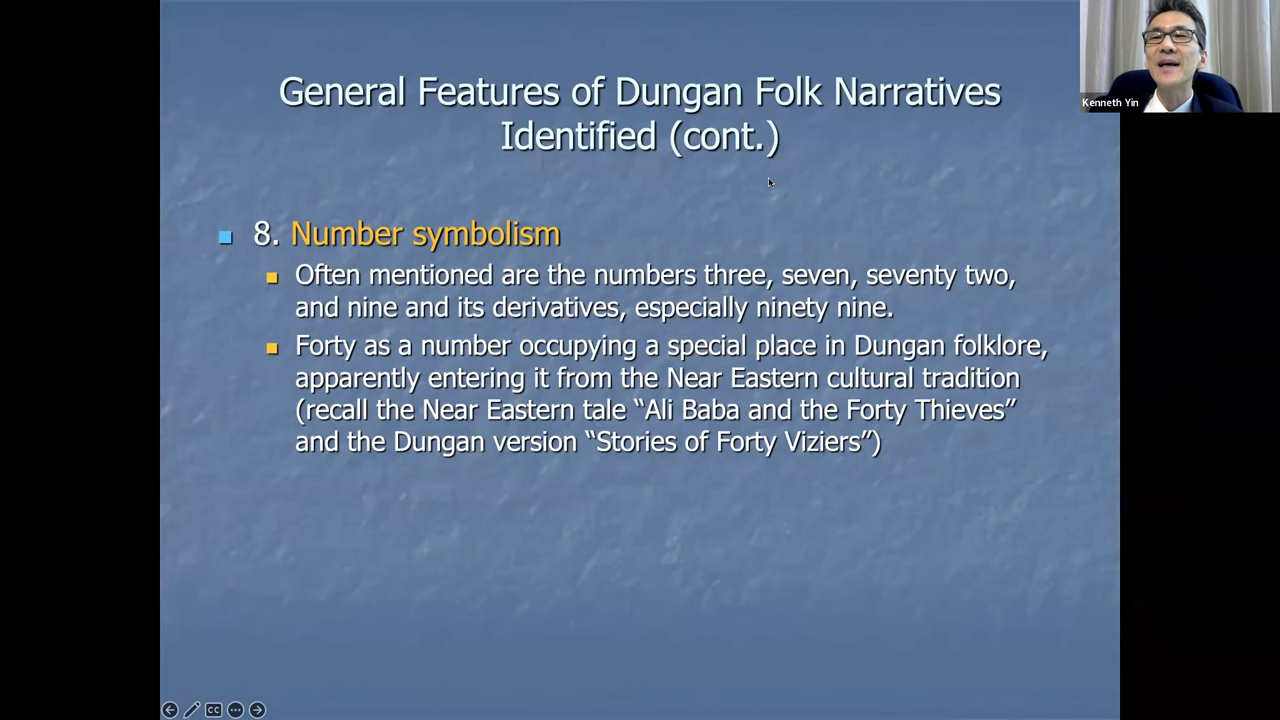 General Features of Dungan Folk Narratives
Identified (cont.)
Kenneth Yin
8. Number symbolism
Often mentioned are the numbers three, seven, seventy two,
and nine and its derivatives, especially ninety nine.
Forty as a number occupying a special place in Dungan folklore,
apparently entering it from the Near Eastern cultural tradition
(recall the Near Eastern tale “Ali Baba and the Forty Thieves”
and the Dungan version “Stories of Forty Viziers”)
CC